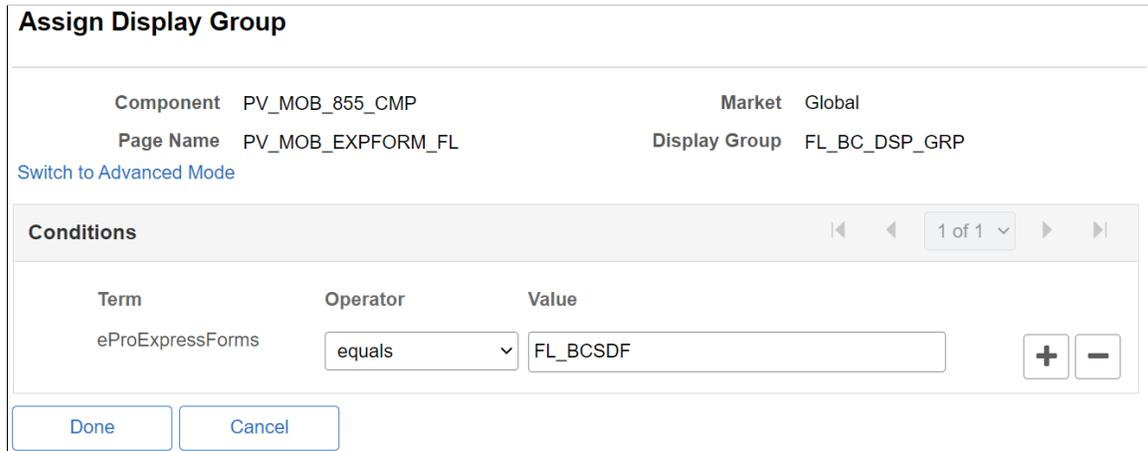 Assign Display Group
Component PV_MOB_855_CMP Market Global
Page Name PV_MOB_EXPFORM_FL Display Group FL_BC_DSP_GRP
Switch to Advanced Mode
Conditions 1 of 1
Term Operator Value
eProExpressForms equals FL_BCSDF
Done Cancel